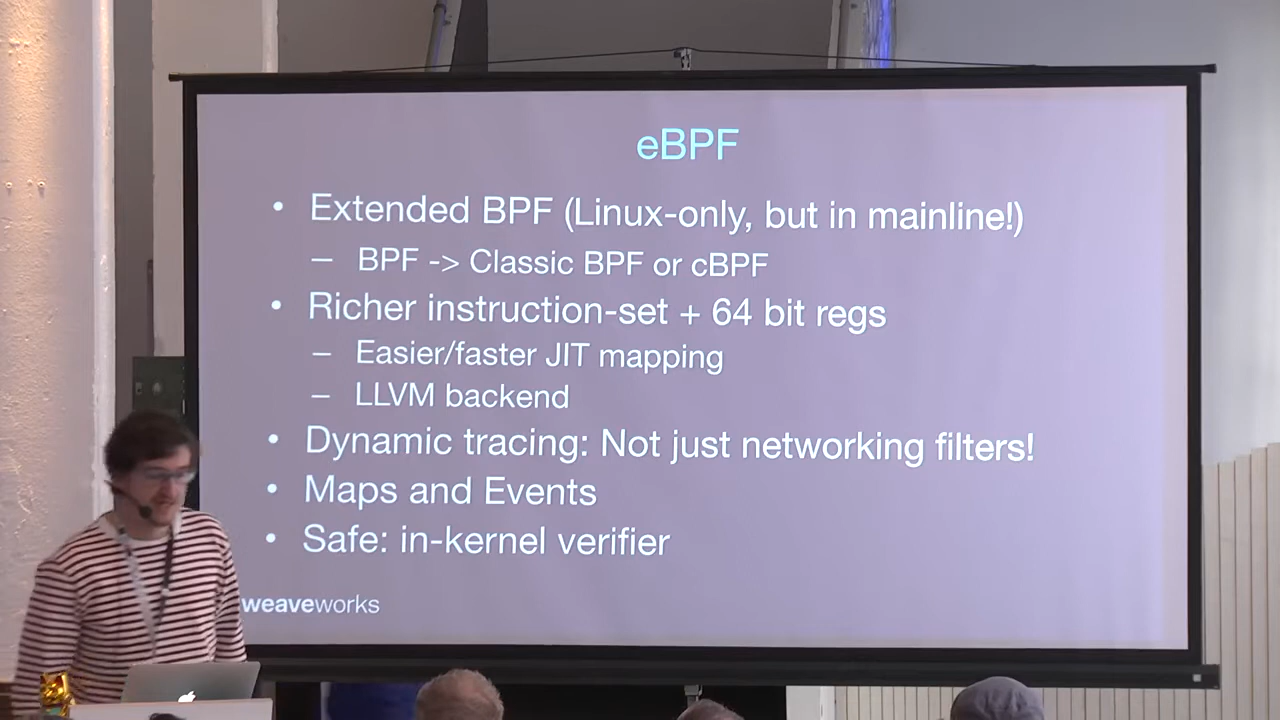 eBPF
• Extended BPF (Linux-only, but in mainline!)
– BPF -> Classic BPF or cBPF
• Richer instruction-set + 64 bit regs
– Easier/faster JIT mapping
– LLVM backend
• Dynamic tracing: Not just networking filters!
• Maps and Events
• Safe: in-kernel verifier
weaveworks